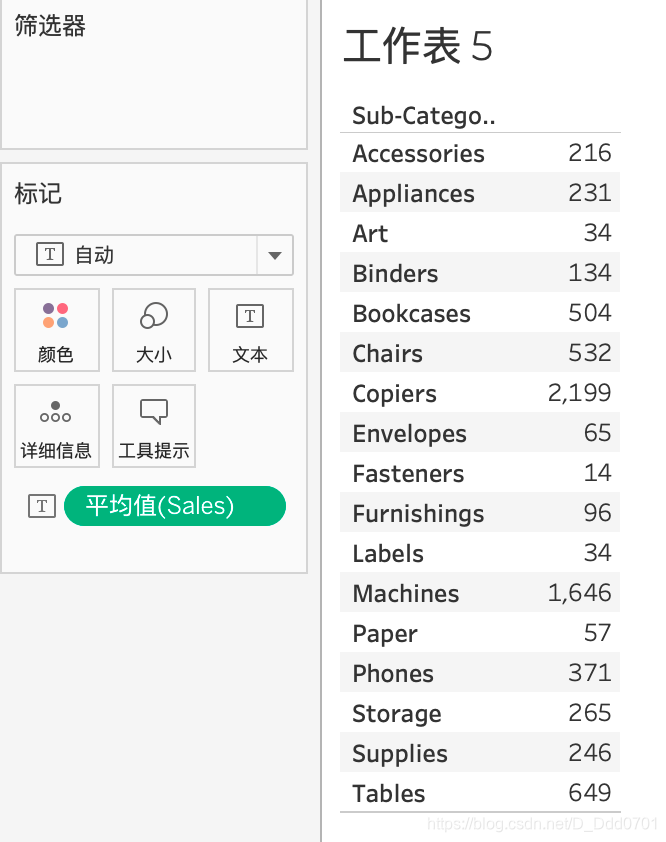 筛选器
标记
T 自动
颜色
大小
T
文本
详细信息
工具提示
T 平均值(Sales)
工作表 5
Sub-Catego..
Accessories 216
Appliances 231
Art 34
Binders 134
Bookcases 504
Chairs 532
Copiers 2,199
Envelopes 65
Fasteners 14
Furnishings 96
Labels 34
Machines 1,646
Paper 57
Phones 371
Storage 265
Supplies 246
Tables 649
https://blog.csdn.net/D_Ddd0701